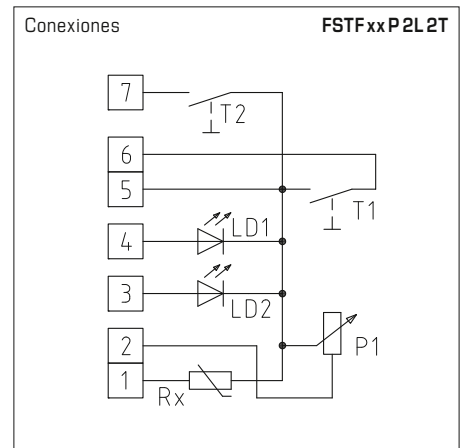 Conexiones FSTFxxP2L2T
7
T2
6
5
T1
4
LD1
3
LD2
2
P1
1
Rx